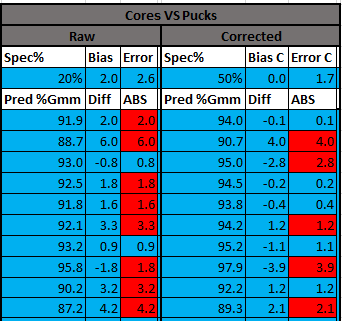 Cores VS Pucks
Raw Corrected
Spec% Bias Error Spec% Bias C Error C
20% 2.0 2.6 50% 0.0 1.7
Pred %Gmm Diff ABS Pred %Gmm Diff ABS
91.9 2.0 2.0 94.0 -0.1 0.1
88.7 6.0 6.0 90.7 4.0 4.0
93.0 -0.8 0.8 95.0 -2.8 2.8
92.5 1.8 1.8 94.5 -0.2 0.2
91.8 1.6 1.6 93.8 -0.4 0.4
92.1 3.3 3.3 94.2 1.2 1.2
93.2 0.9 0.9 95.2 -1.1 1.1
95.8 -1.8 1.8 97.9 -3.9 3.9
90.2 3.2 3.2 92.2 1.2 1.2
87.2 4.2 4.2 89.3 2.1 2.1